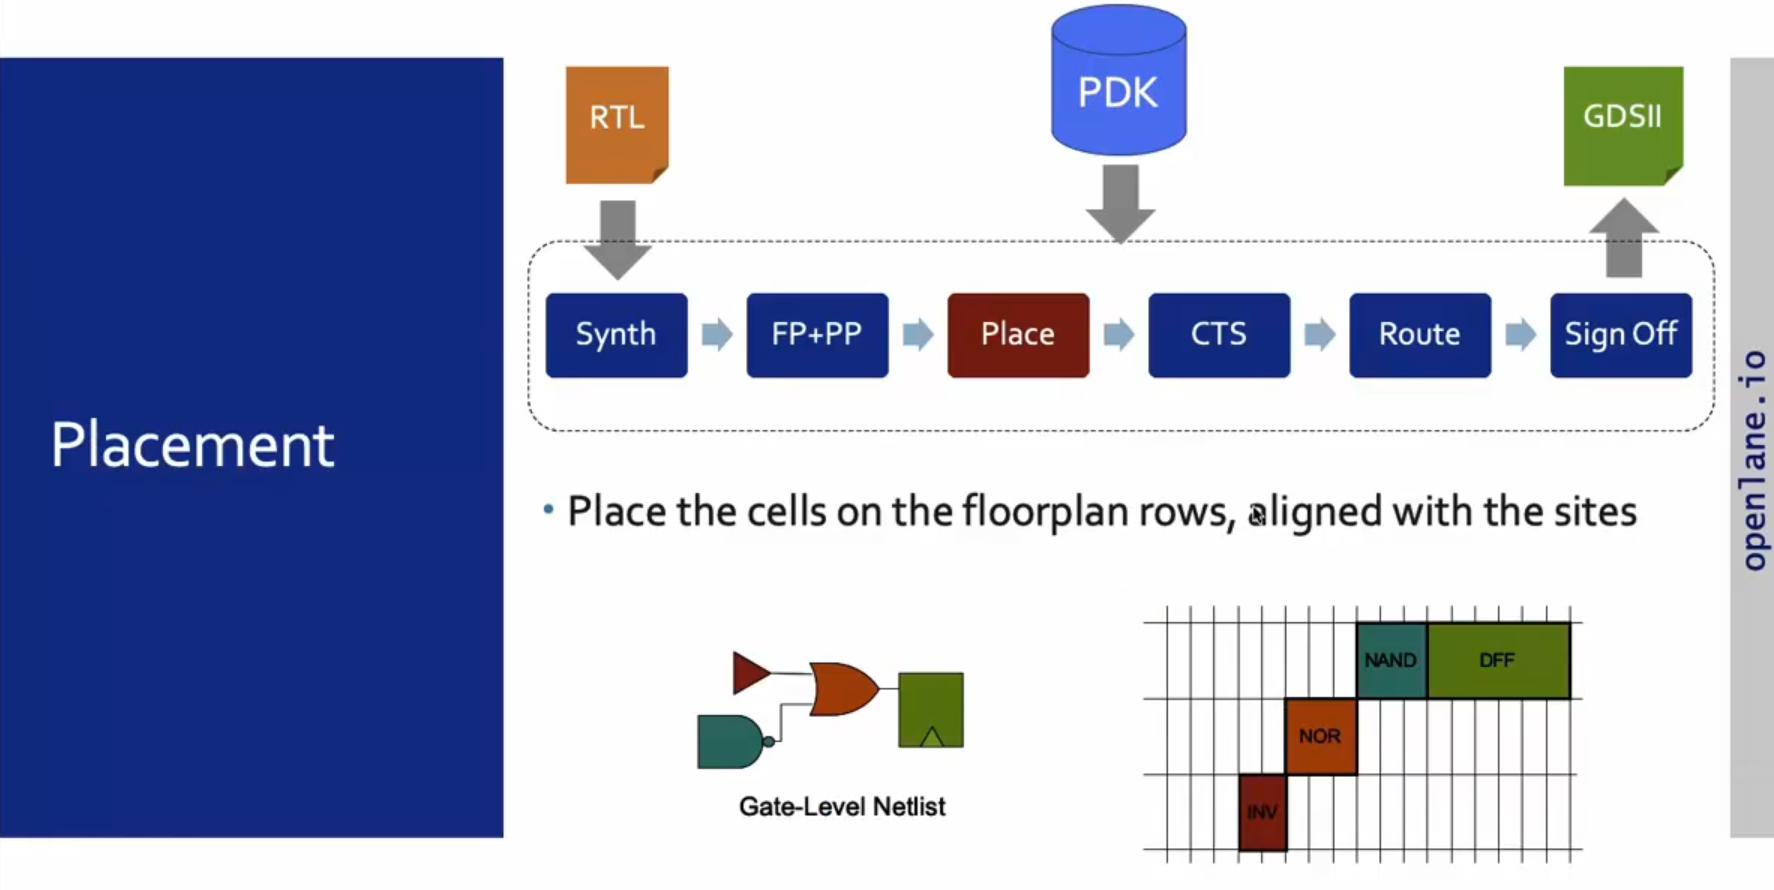 PDK
RTL
GDSII
Synth
FP+PP
Place
CTS
Route
Sign Off
Placement
• Place the cells on the floorplan rows, aligned with the sites
NAND
DFF
NOR
INV
Gate-Level Netlist
openlane.io